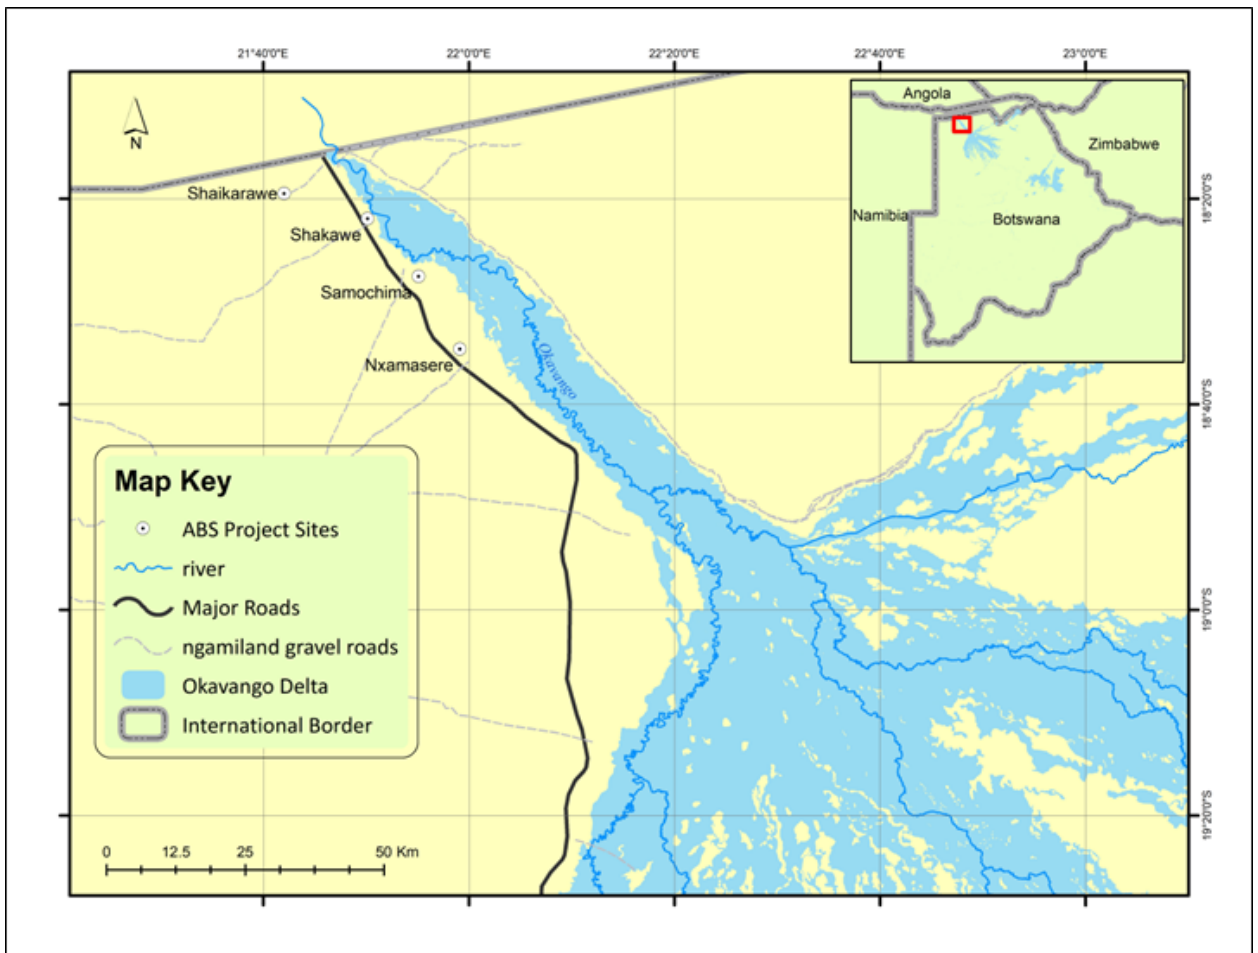 21°40'0"E
22°0'0"E
22°20'0"E
22°40'0"E
23°0'0"E
N
Angola
Zimbabwe
Namibia
Botswana
18°20'0"S
18°40'0"S
19°0'0"S
19°20'0"S
Shaikarawe
Shakawe
Samochima
Nxamasere
Okavango
Map Key
ABS Project Sites
river
Major Roads
ngamiland gravel roads
Okavango Delta
International Border
0 12.5 25 50 Km